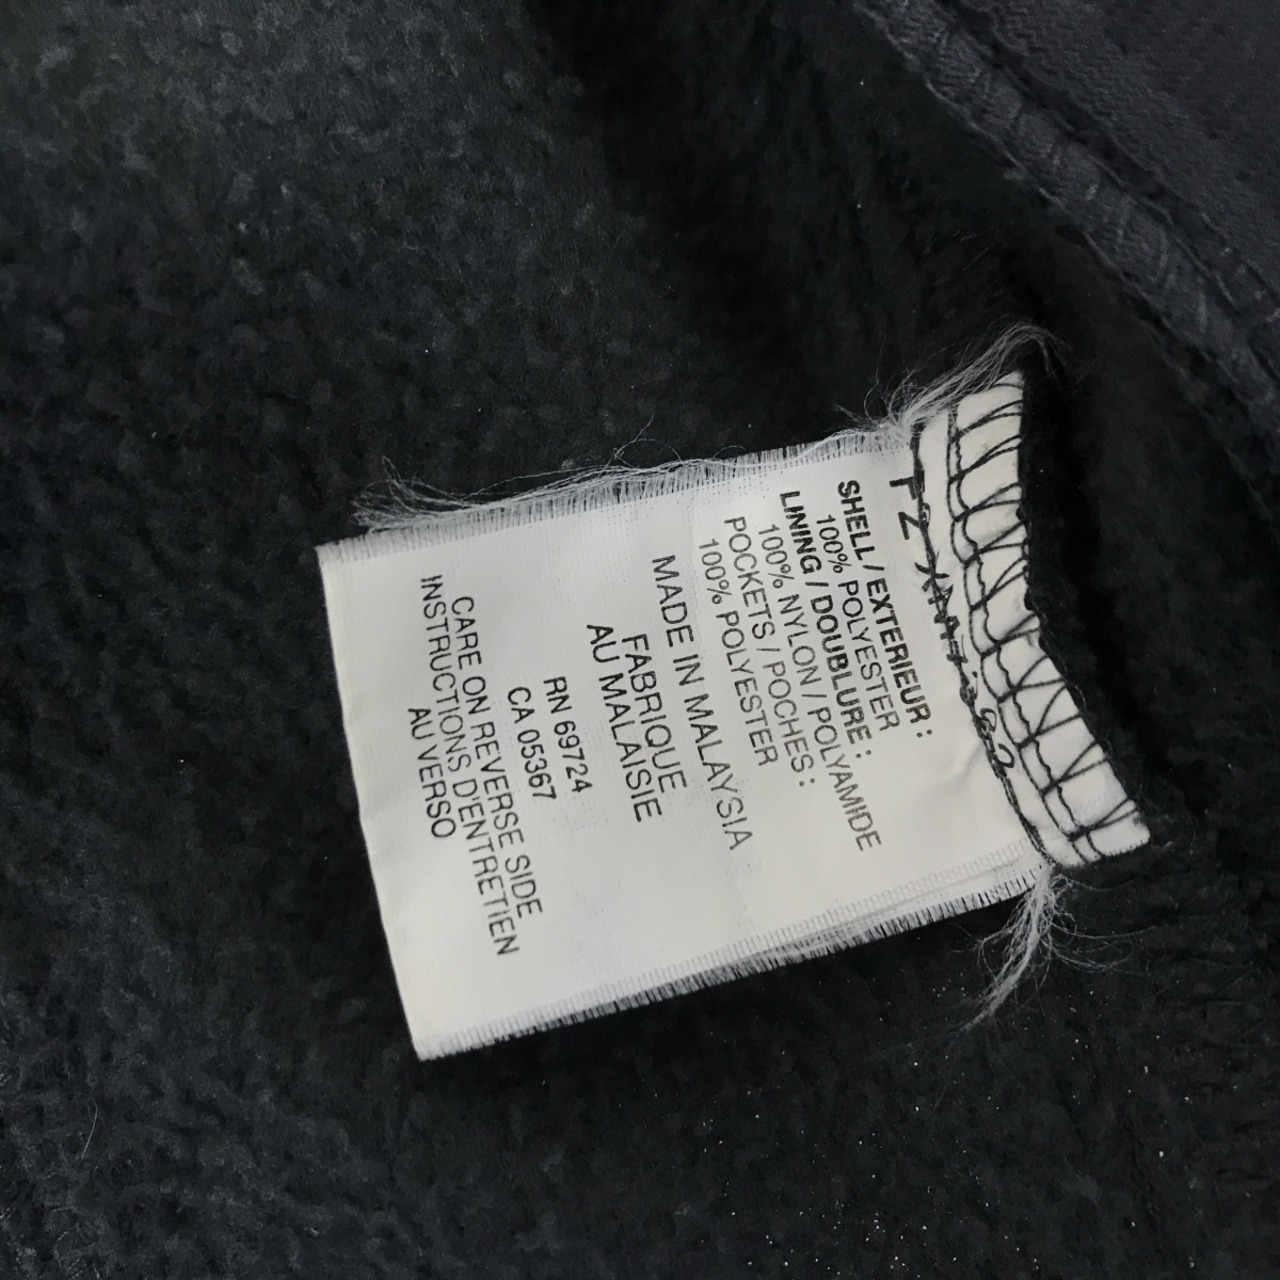 SHELL / EXTERIEUR :
100% POLYESTER
LINING / DOUBLURE :
100% NYLON / POLYAMIDE
POCKETS / POCHES :
100% POLYESTER
MADE IN MALAYSIA
FABRIQUE
AU MALAISIE
RN 69724
CA 05367
CARE ON REVERSE SIDE
INSTRUCTIONS D'ENTRETIEN
AU VERSO